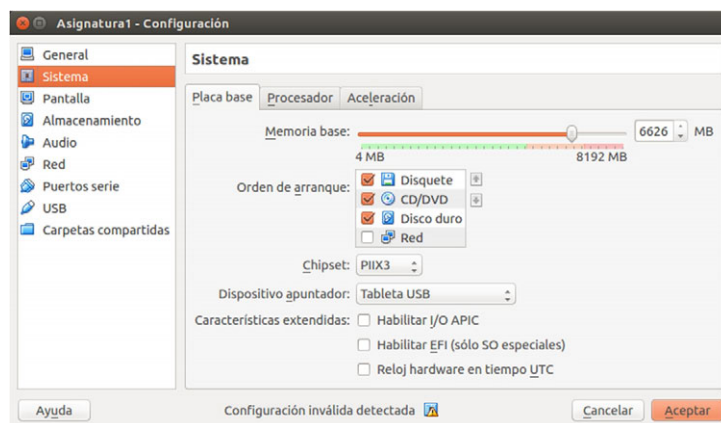 Asignatura1 - Configuración
General
Sistema
Pantalla
Almacenamiento
Audio
Red
Puertos serie
USB
Carpetas compartidas
Sistema
Placa base
Procesador
Aceleración
Memoria base:
6626
MB
4 MB
8192 MB
Orden de arranque:
Disquete
CD/DVD
Disco duro
Red
Chipset:
PIIX3
Dispositivo apuntador:
Tableta USB
Características extendidas:
Habilitar I/O APIC
Habilitar EFI (sólo SO especiales)
Reloj hardware en tiempo UTC
Ayuda
Configuración inválida detectada
Cancelar
Aceptar